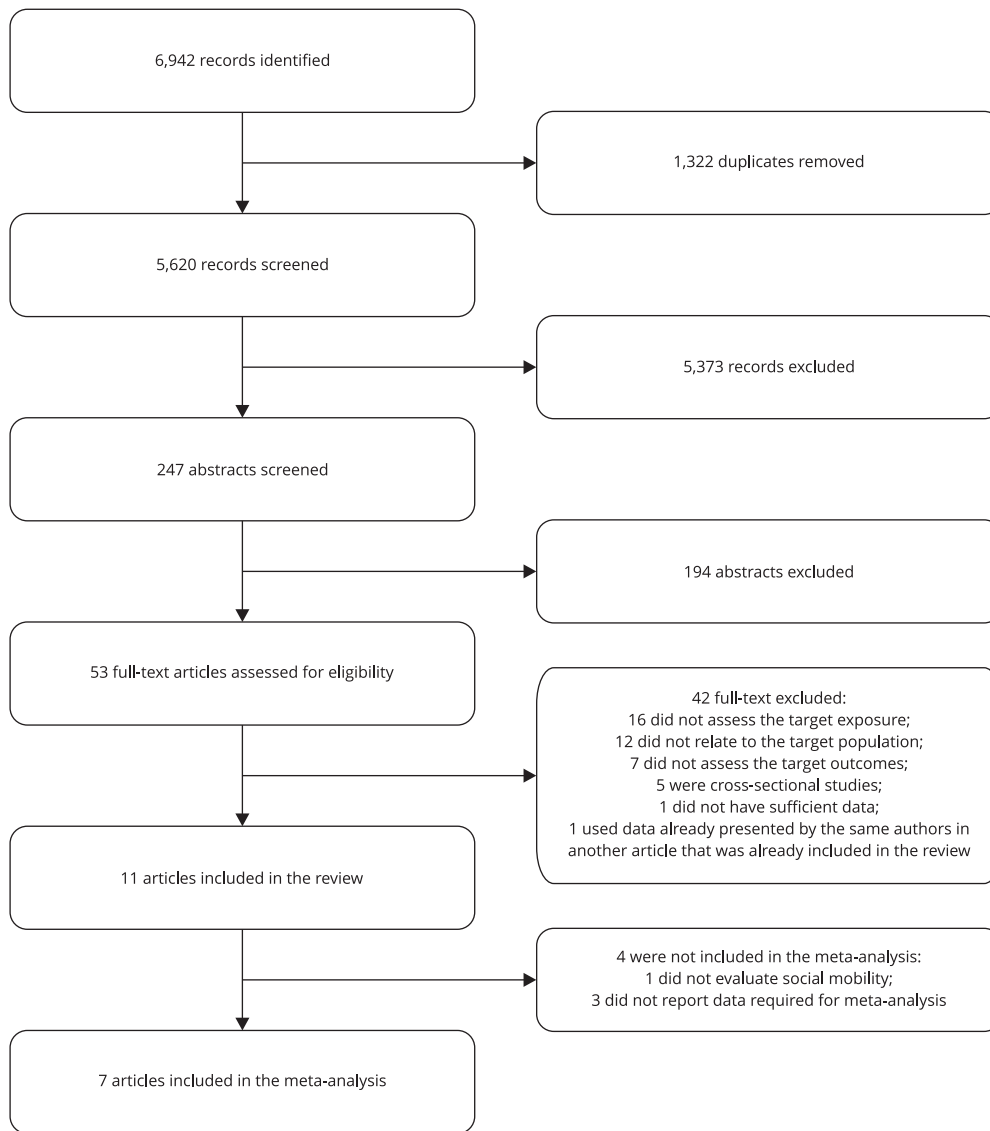 6,942 records identified
1,322 duplicates removed
5,620 records screened
5,373 records excluded
247 abstracts screened
194 abstracts excluded
53 full-text articles assessed for eligibility
42 full-text excluded:
16 did not assess the target exposure;
12 did not relate to the target population;
7 did not assess the target outcomes;
5 were cross-sectional studies;
1 did not have sufficient data;
1 used data already presented by the same authors in
another article that was already included in the review
11 articles included in the review
4 were not included in the meta-analysis:
1 did not evaluate social mobility;
3 did not report data required for meta-analysis
7 articles included in the meta-analysis